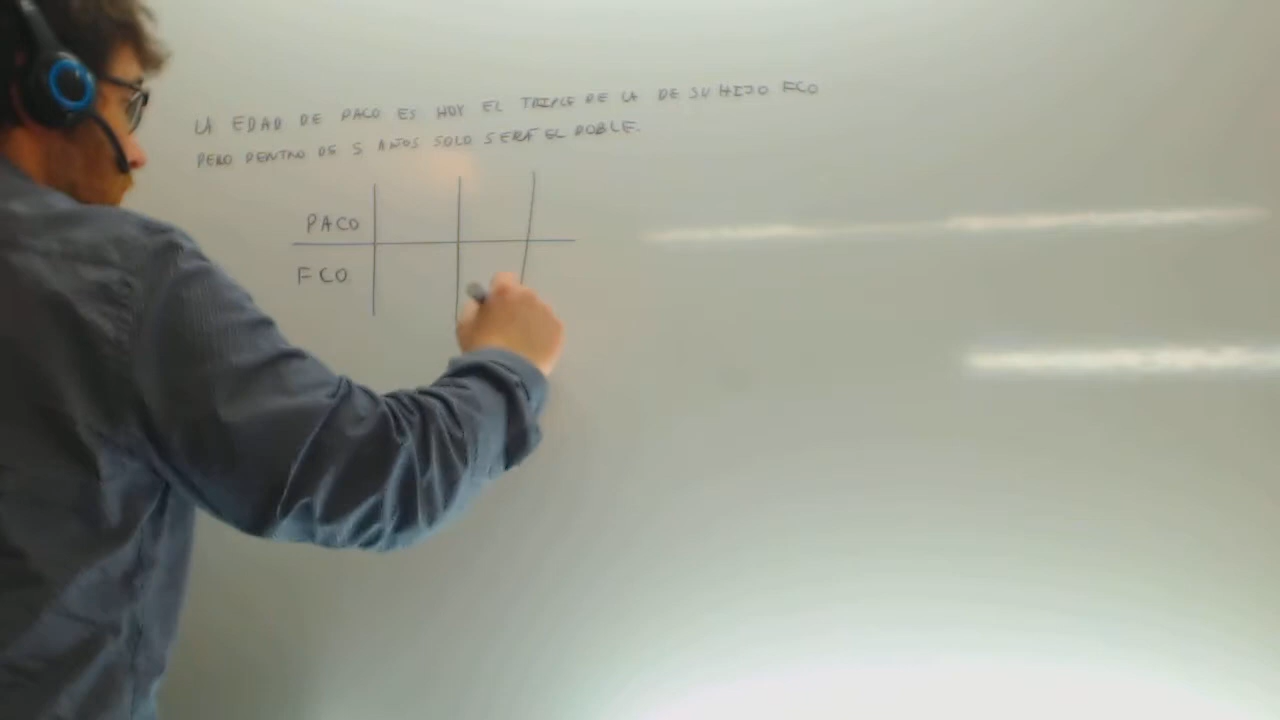 LA EDAD DE PACO ES HOY EL TRIPLE DE LA DE SU HIJO FCO
PERO DENTRO DE 5 AÑOS SOLO SERÁ EL DOBLE.
PACO
FCO